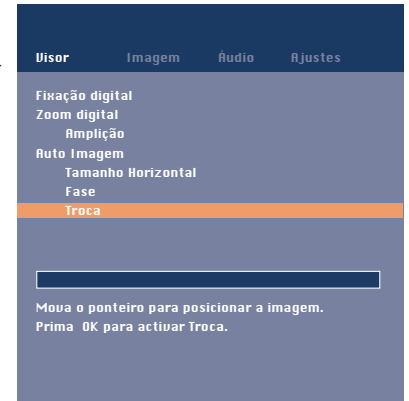 Visor Imagem Áudio Ajustes
Fixação digital
Zoom digital
Amplição
Auto Imagem
Tamanho Horizontal
Fase
Troca
Mova o ponteiro para posicionar a imagem.
Prima OK para activar Troca.